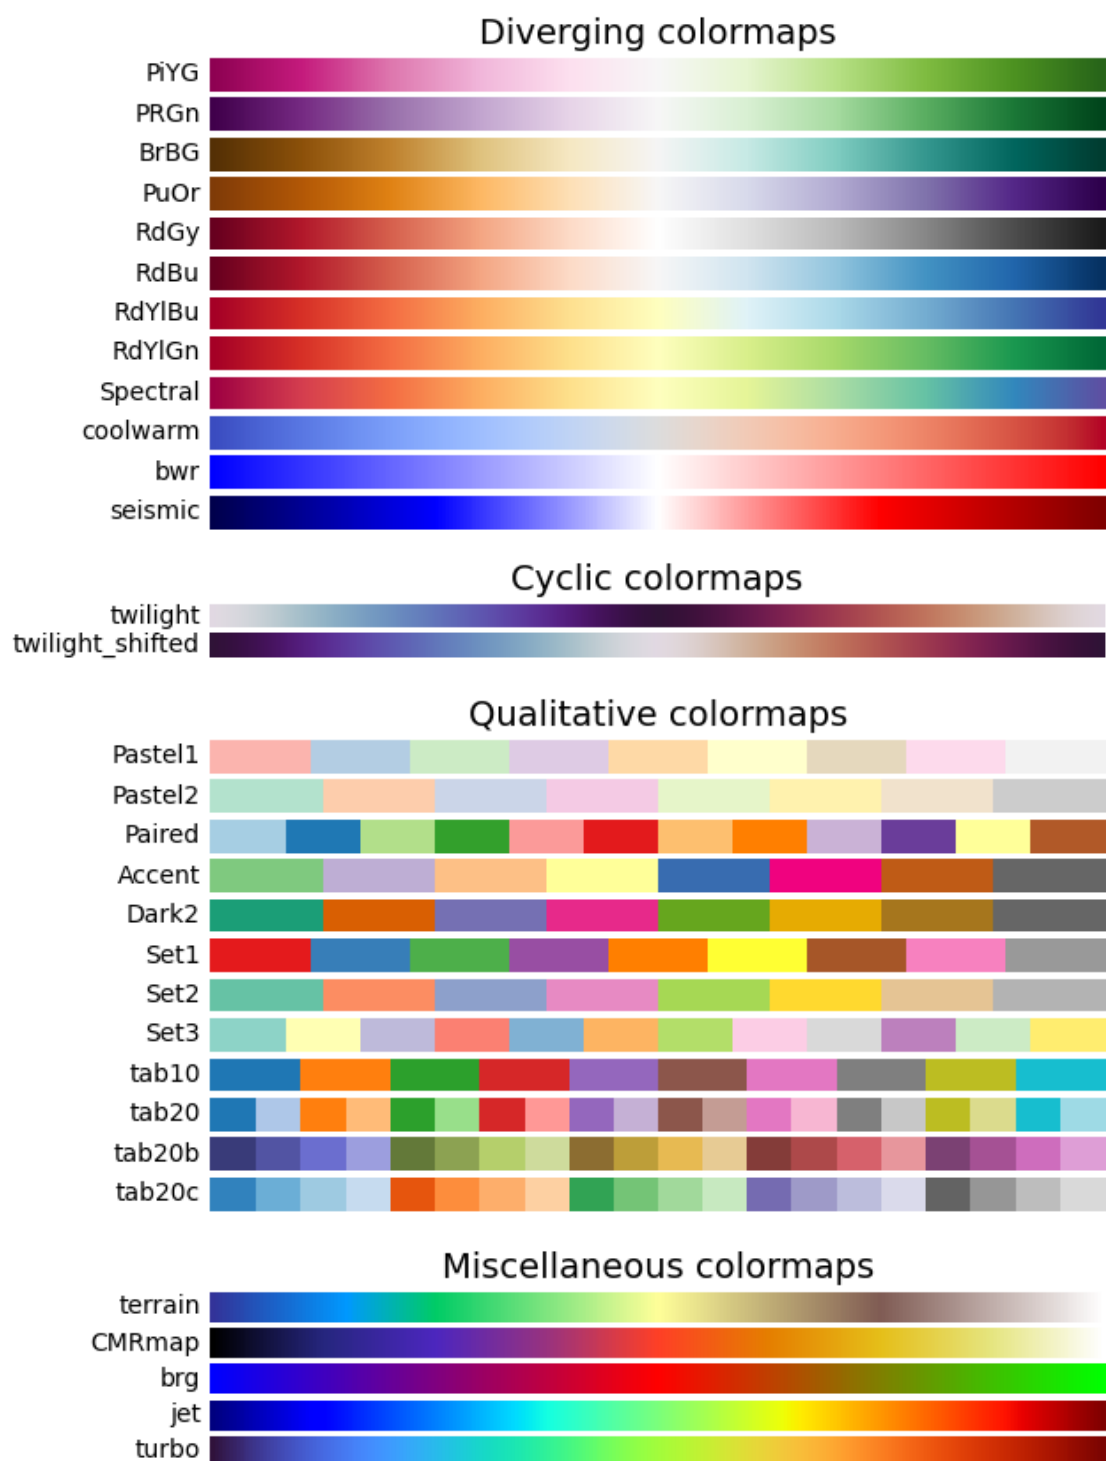 Diverging colormaps
PiYG
PRGn
BrBG
PuOr
RdGy
RdBu
RdYlBu
RdYlGn
Spectral
coolwarm
bwr
seismic
Cyclic colormaps
twilight
twilight_shifted
Qualitative colormaps
Pastel1
Pastel2
Paired
Accent
Dark2
Set1
Set2
Set3
tab10
tab20
tab20b
tab20c
Miscellaneous colormaps
terrain
CMRmap
brg
jet
turbo